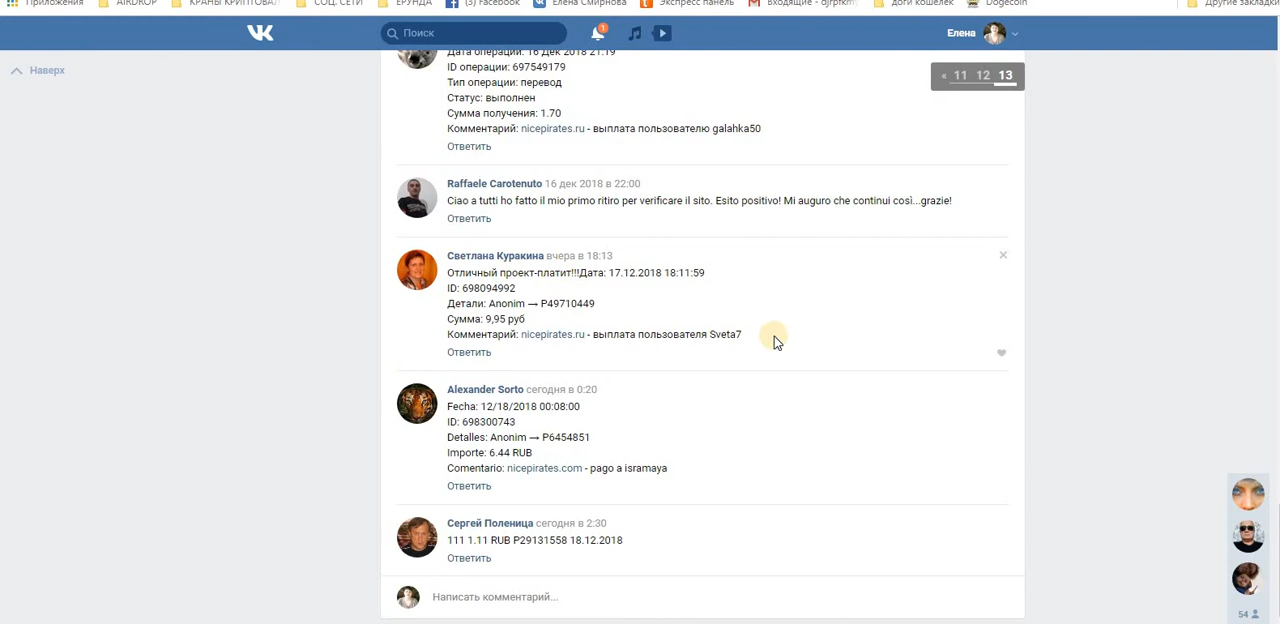 Приложения
AIRDROP
КРАНЫ КРИПТОВАЛ
СОЦ. СЕТИ
ЕРУНДА
(3) Facebook
Елена Смирнова
Экспресс панель
Входящие - djrpfkmy
доги кошелек
Dogecoin
Другие закладки
Поиск
1
Елена
Наверх
« 11 12 13
Дата операции: 16 Дек 2018 21:19
ID операции: 697549179
Тип операции: перевод
Статус: выполнен
Сумма получения: 1.70
Комментарий: nicepirates.ru - выплата пользователю galahka50
Ответить
Raffaele Carotenuto 16 дек 2018 в 22:00
Ciao a tutti ho fatto il mio primo ritiro per verificare il sito. Esito positivo! Mi auguro che continui così...grazie!
Ответить
Светлана Куракина вчера в 18:13
Отличный проект-платит!!!Дата: 17.12.2018 18:11:59
ID: 698094992
Детали: Anonim → P49710449
Сумма: 9,95 руб
Комментарий: nicepirates.ru - выплата пользователя Sveta7
Ответить
Alexander Sorto сегодня в 0:20
Fecha: 12/18/2018 00:08:00
ID: 698300743
Detalles: Anonim → P6454851
Importe: 6.44 RUB
Comentario: nicepirates.com - pago a isramaya
Ответить
Сергей Поленица сегодня в 2:30
111 1.11 RUB P29131558 18.12.2018
Ответить
Написать комментарий...
54